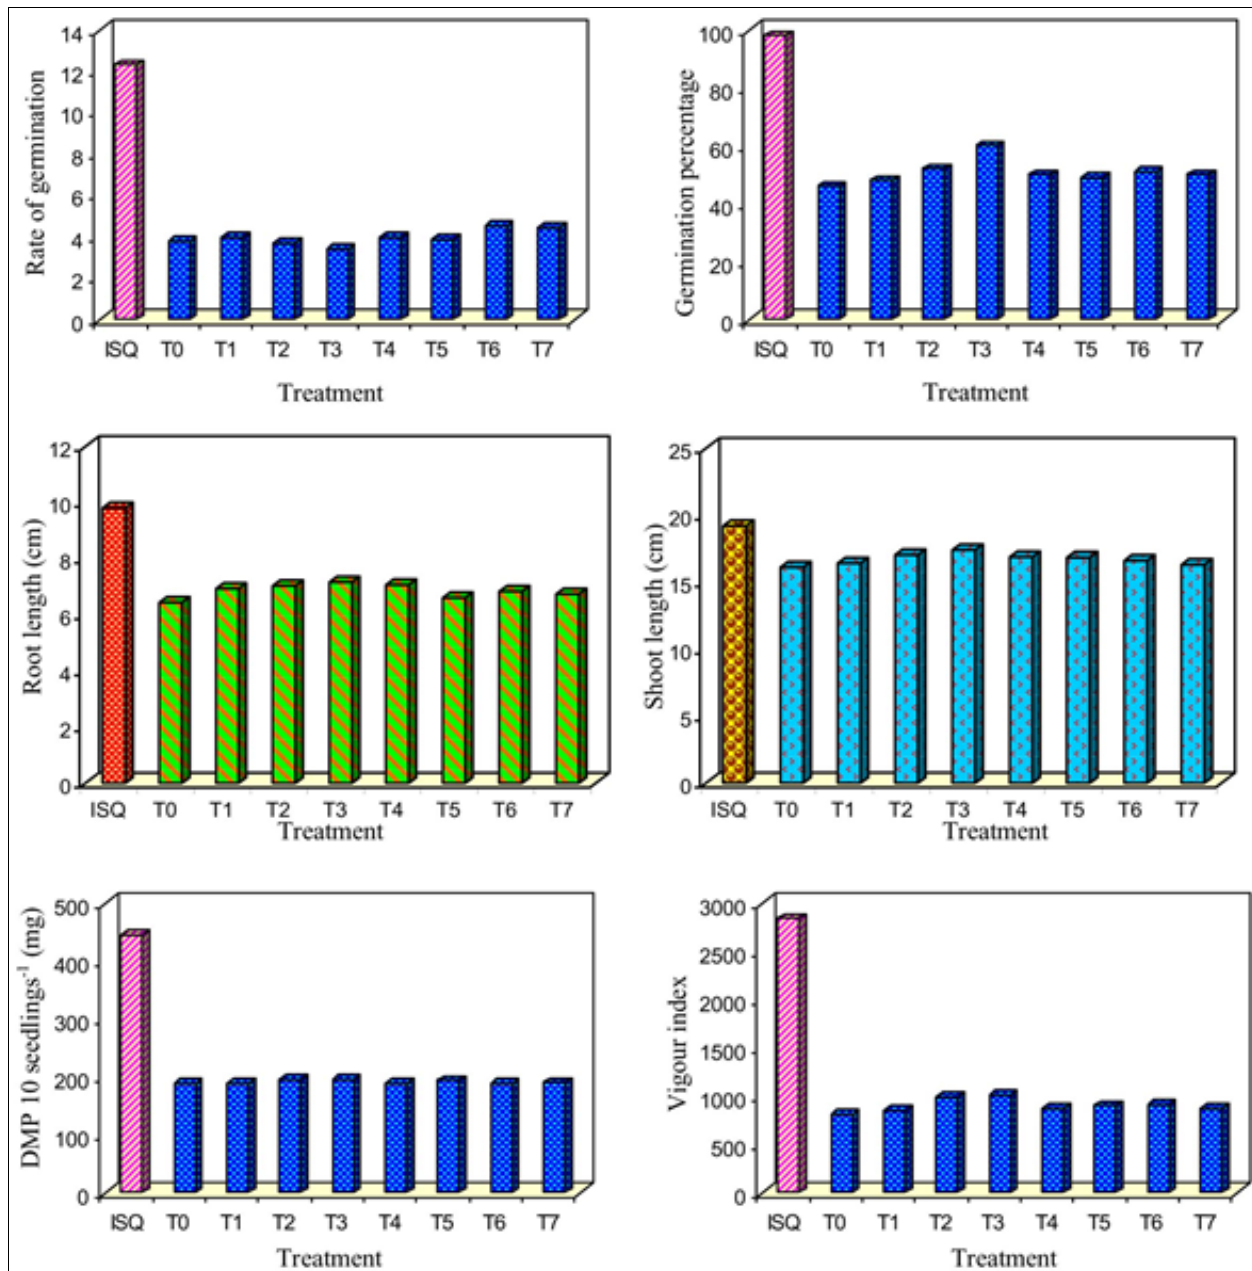 Rate of germination
14
12
10
8
6
4
2
0
ISQ T0 T1 T2 T3 T4 T5 T6 T7
Treatment
Germination percentage
100
80
60
40
20
0
ISQ T0 T1 T2 T3 T4 T5 T6 T7
Treatment
Root length (cm)
12
10
8
6
4
2
0
ISQ T0 T1 T2 T3 T4 T5 T6 T7
Treatment
Shoot length (cm)
25
20
15
10
5
0
ISQ T0 T1 T2 T3 T4 T5 T6 T7
Treatment
DMP 10 seedlings⁻¹ (mg)
500
400
300
200
100
0
ISQ T0 T1 T2 T3 T4 T5 T6 T7
Treatment
Vigour index
3000
2500
2000
1500
1000
500
0
ISQ T0 T1 T2 T3 T4 T5 T6 T7
Treatment